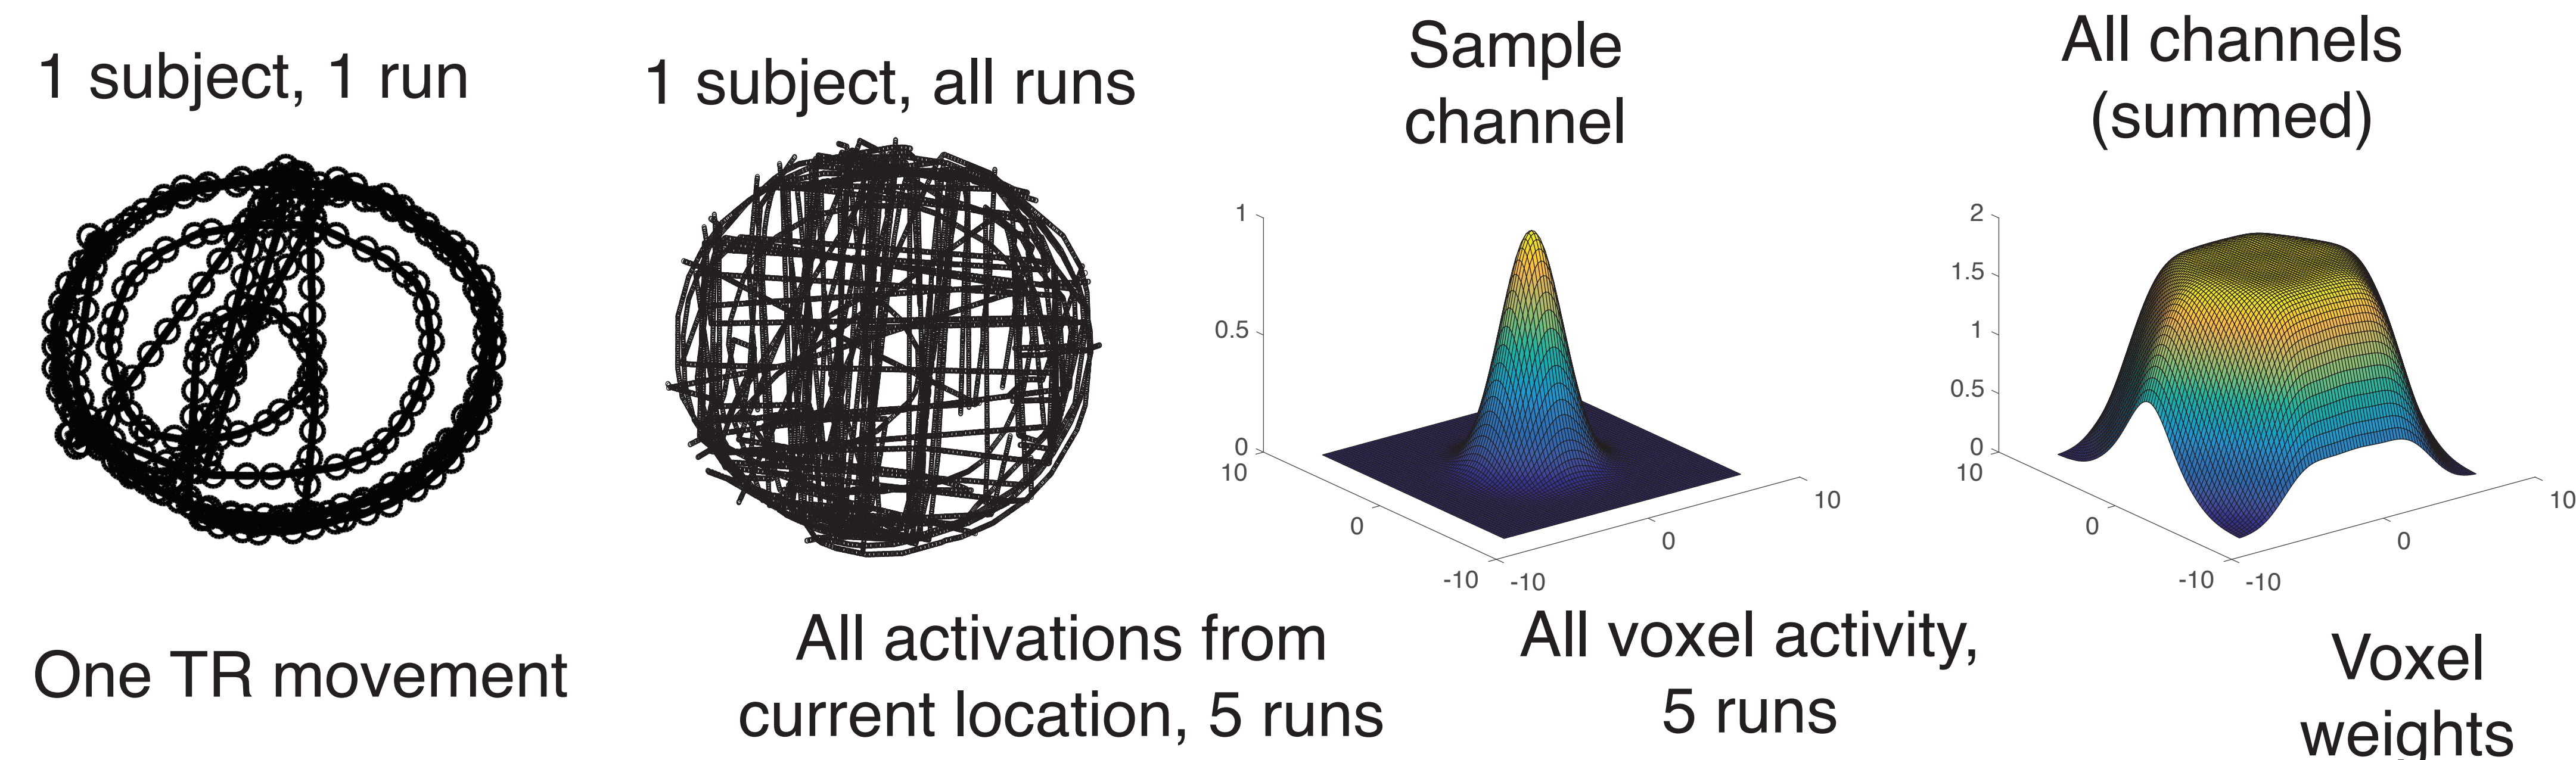 1 subject, 1 run
1 subject, all runs
Sample
channel
All channels
(summed)
1
0.5
0
10
0
-10
-10
0
10
2
1.5
1
0.5
0
10
0
-10
-10
0
10
One TR movement
All activations from
current location, 5 runs
All voxel activity,
5 runs
Voxel
weights